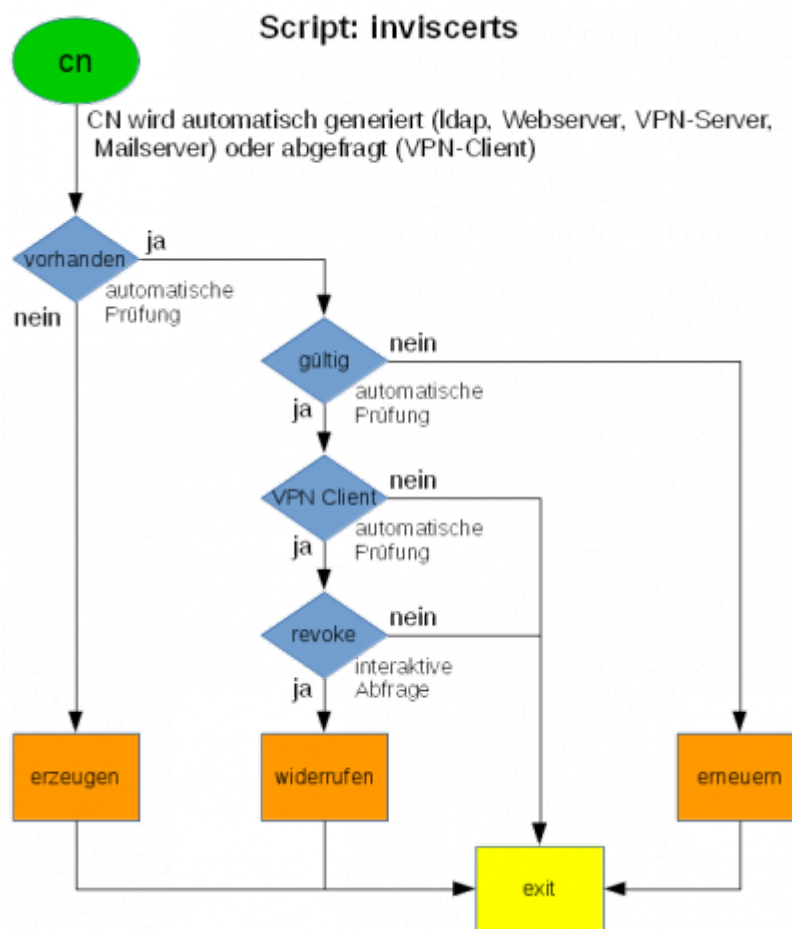 Script: inviscerts
cn
CN wird automatisch generiert (ldap, Webserver, VPN-Server,
Mailserver) oder abgefragt (VPN-Client)
ja
vorhanden
automatische
Prüfung
nein
nein
gültig
automatische
Prüfung
ja
VPN Client
nein
automatische
Prüfung
ja
revoke
nein
interaktive
Abfrage
ja
erzeugen
widerrufen
erneuern
exit